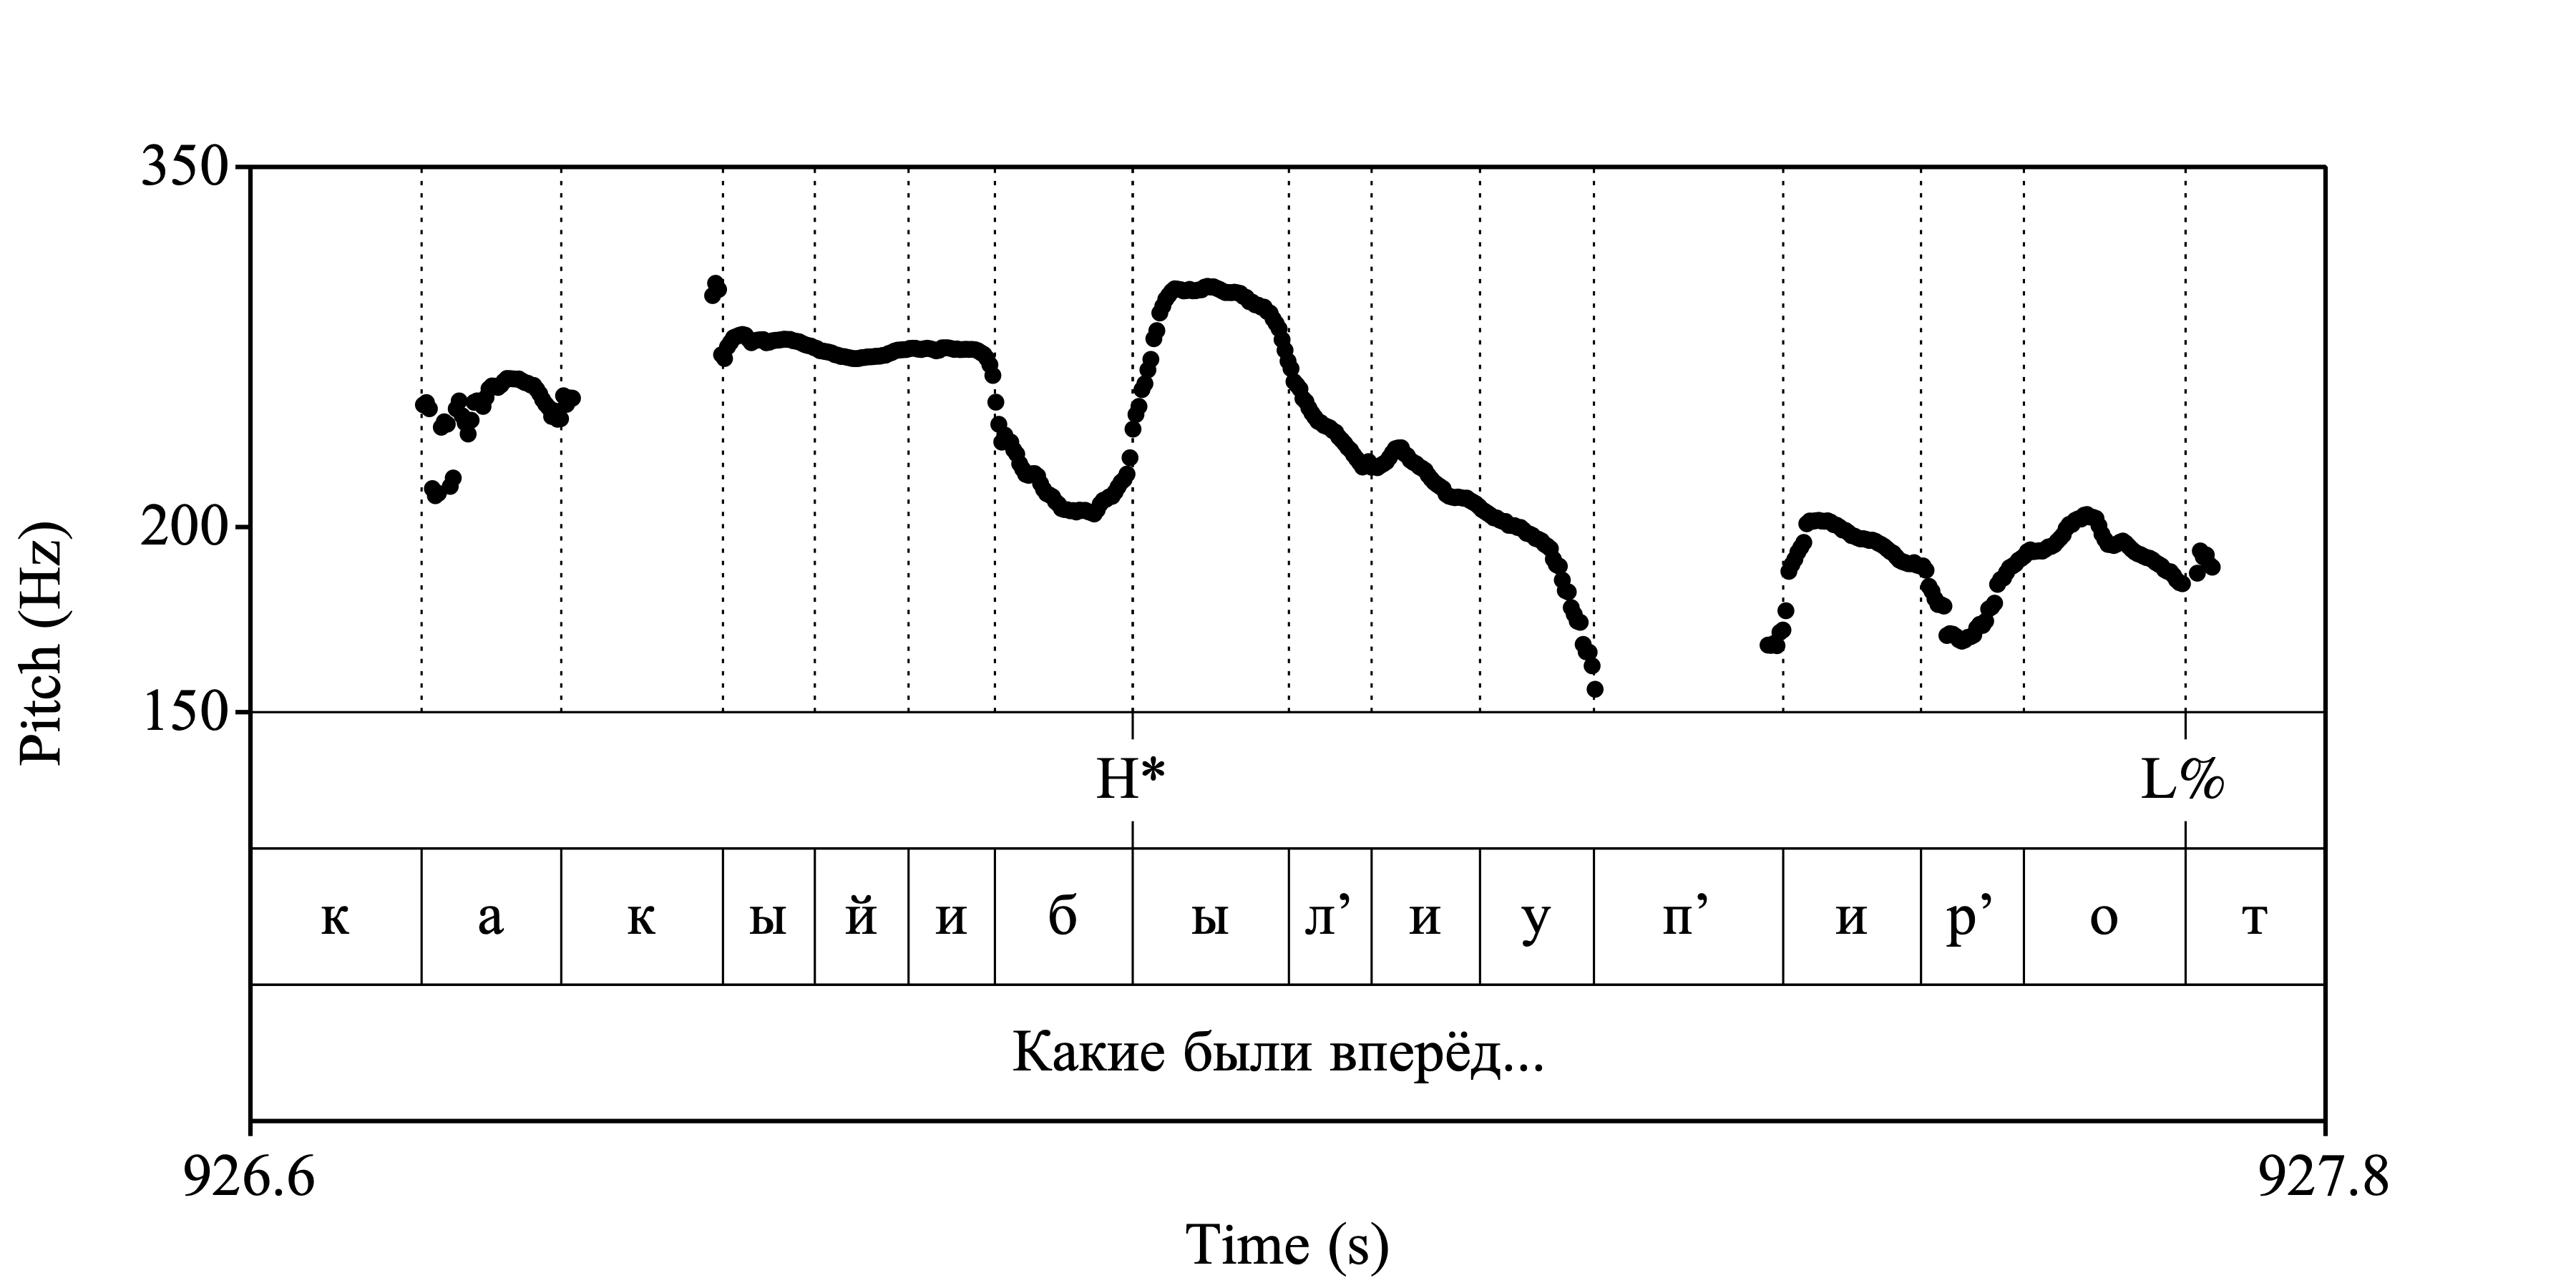 350
200
150
Pitch (Hz)
H* L%
к а к ы й и б ы л’ и у п’ и р’ о т
Какие были вперёд...
926.6 927.8
Time (s)